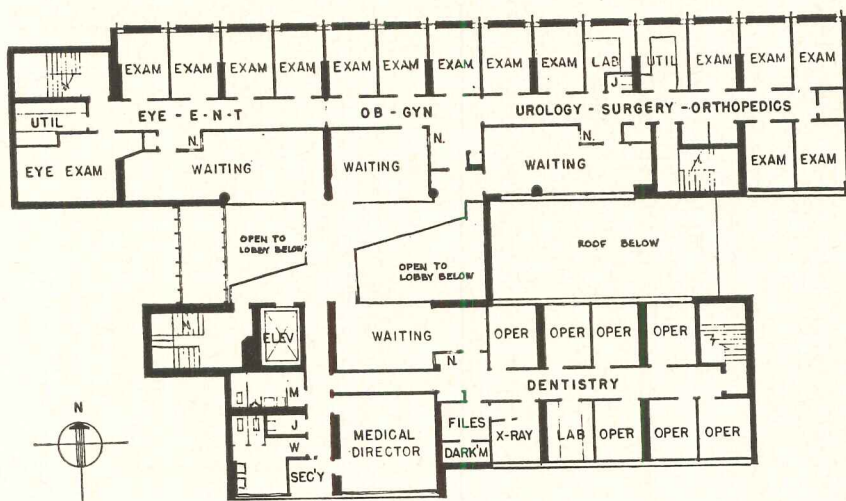 EXAM EXAM EXAM EXAM EXAM EXAM EXAM EXAM EXAM LAB UTIL EXAM EXAM EXAM
J
UTIL EYE - E - N - T OB - GYN UROLOGY - SURGERY - ORTHOPEDICS
N. N. N.
EYE EXAM WAITING WAITING WAITING EXAM EXAM
OPEN TO
LOBBY BELOW
OPEN TO
LOBBY BELOW
ROOF BELOW
ELEV WAITING OPER OPER OPER OPER
N.
DENTISTRY
M
J
W
MEDICAL
DIRECTOR
SEC'Y
FILES
DARK'M
X-RAY LAB OPER OPER OPER
N